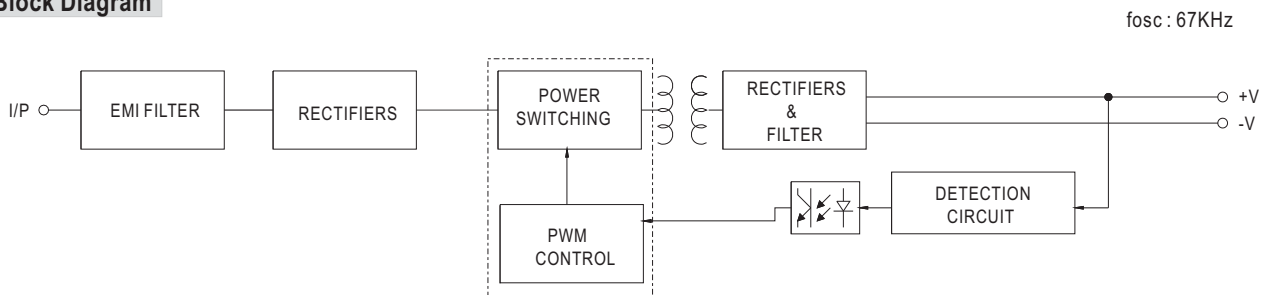 Block Diagram
fosc : 67KHz
I/P
EMI FILTER
RECTIFIERS
POWER
SWITCHING
RECTIFIERS
&
FILTER
+V
-V
DETECTION
CIRCUIT
PWM
CONTROL